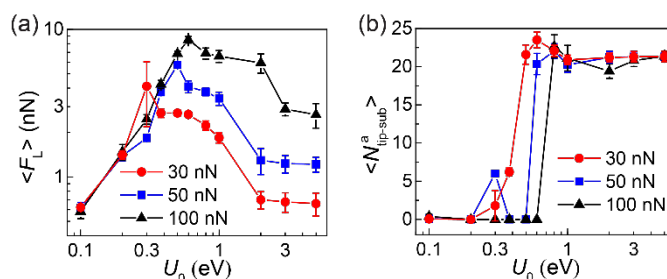 (a)
10
3
1
<F_L> (nN)
30 nN
50 nN
100 nN
0.1 0.3 1 3
U_0 (eV)
(b)
25
20
15
10
5
0
<N^a_tip-sub>
30 nN
50 nN
100 nN
0.1 0.3 1 3
U_0 (eV)